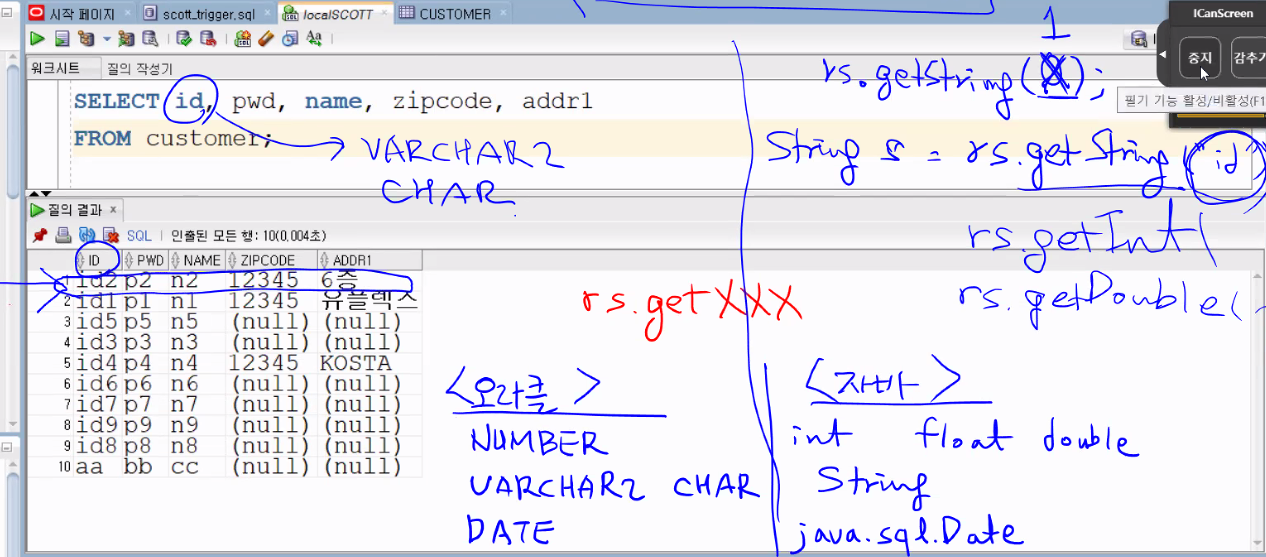 시작 페이지 scott_trigger.sql localSCOTT CUSTOMER
ICanScreen
중지 감추기
필기 기능 활성/비활성(F1
워크시트 질의 작성기
SELECT id, pwd, name, zipcode, addr1
FROM customer;
VARCHAR2
CHAR
1
rs.getString( );
String s = rs.getString("id"
rs.getInt(
rs.getDouble(
rs.getXXX
질의 결과
SQL 인출된 모든 행: 10(0.004초)
ID PWD NAME ZIPCODE ADDR1
1 id2 p2 n2 12345 6층
2 id1 p1 n1 12345 유플렉스
3 id5 p5 n5 (null) (null)
4 id3 p3 n3 (null) (null)
5 id4 p4 n4 12345 KOSTA
6 id6 p6 n6 (null) (null)
7 id7 p7 n7 (null) (null)
8 id9 p9 n9 (null) (null)
9 id8 p8 n8 (null) (null)
10 aa bb cc (null) (null)
<오라클>
NUMBER
VARCHAR2 CHAR
DATE
<자바>
int float double
String
java.sql.Date